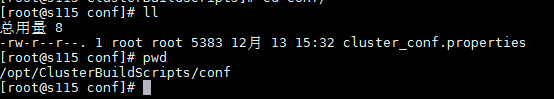 [root@s115 conf]# ll
总用量 8
-rw-r--r--. 1 root root 5383 12月 13 15:32 cluster_conf.properties
[root@s115 conf]# pwd
/opt/ClusterBuildScripts/conf
[root@s115 conf]#